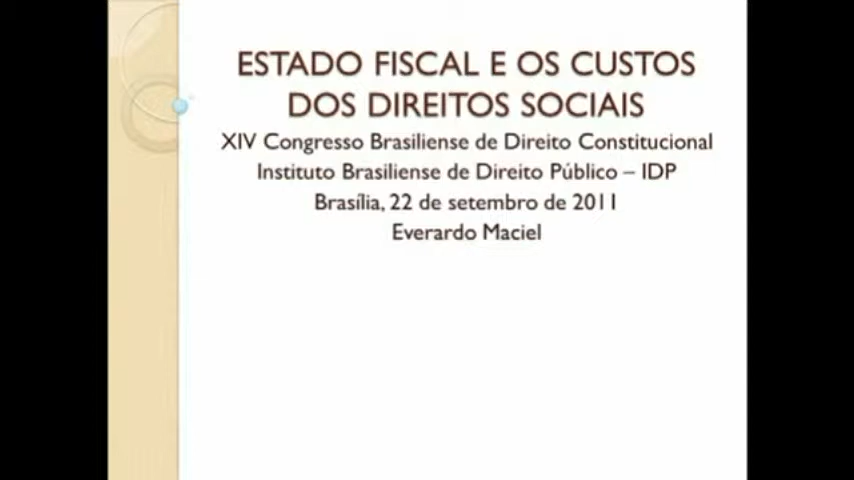 ESTADO FISCAL E OS CUSTOS
DOS DIREITOS SOCIAIS
XIV Congresso Brasiliense de Direito Constitucional
Instituto Brasiliense de Direito Público – IDP
Brasília, 22 de setembro de 2011
Everardo Maciel